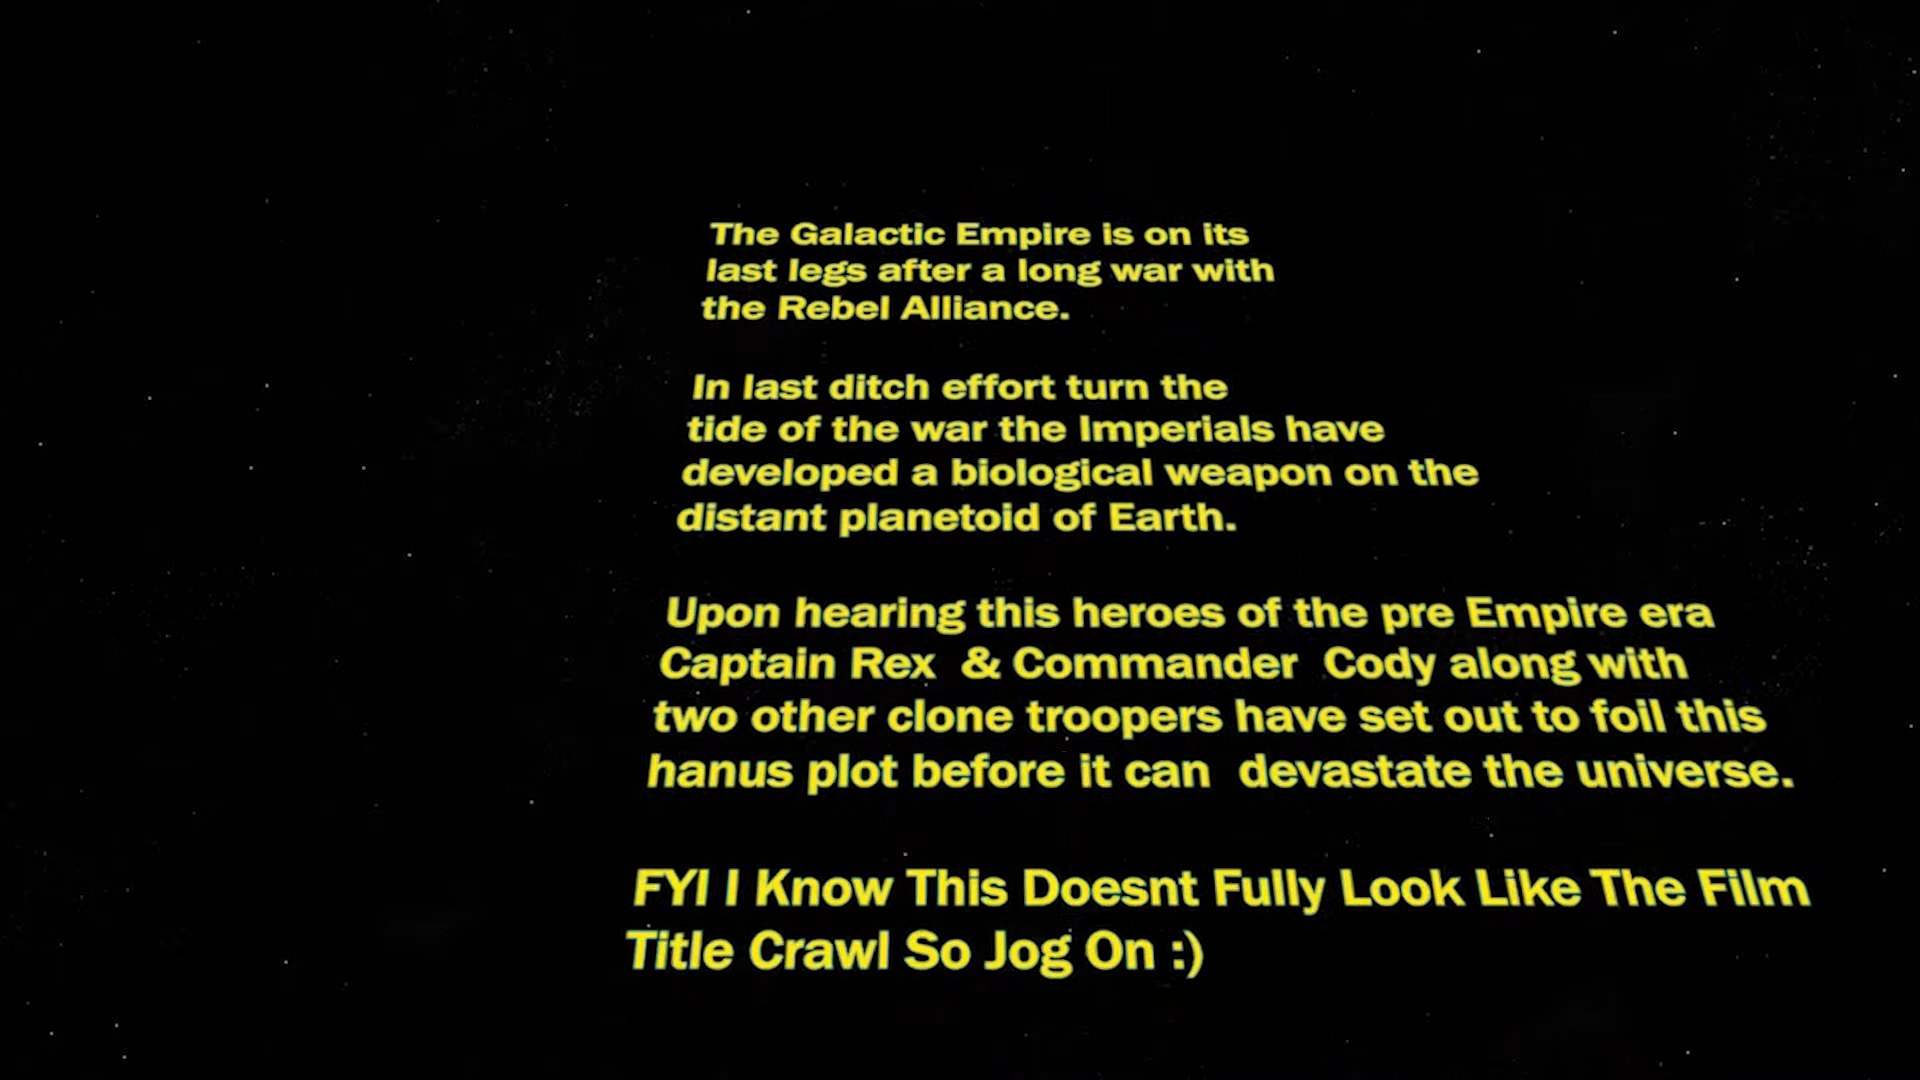 The Galactic Empire is on its
last legs after a long war with
the Rebel Alliance.
In last ditch effort turn the
tide of the war the Imperials have
developed a biological weapon on the
distant planetoid of Earth.
Upon hearing this heroes of the pre Empire era
Captain Rex & Commander Cody along with
two other clone troopers have set out to foil this
hanus plot before it can devastate the universe.
FYI I Know This Doesnt Fully Look Like The Film
Title Crawl So Jog On :)